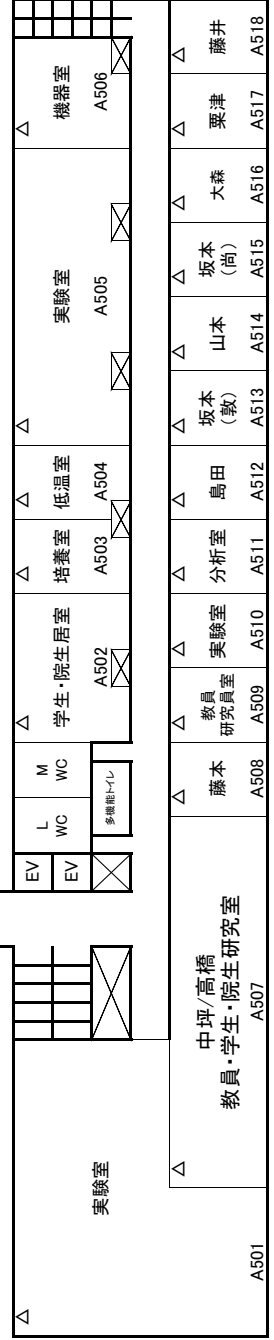 機器室
A506
実験室
A505
低温室
A504
培養室
A503
学生・院生居室
A502
M
WC
L
WC
多機能トイレ
EV
EV
実験室
A501
藤井
A518
粟津
A517
大森
A516
坂本
（尚）
A515
山本
A514
坂本
（敦）
A513
島田
A512
分析室
A511
実験室
A510
教員
研究員室
A509
藤本
A508
中坪/高橋
教員・学生・院生研究室
A507